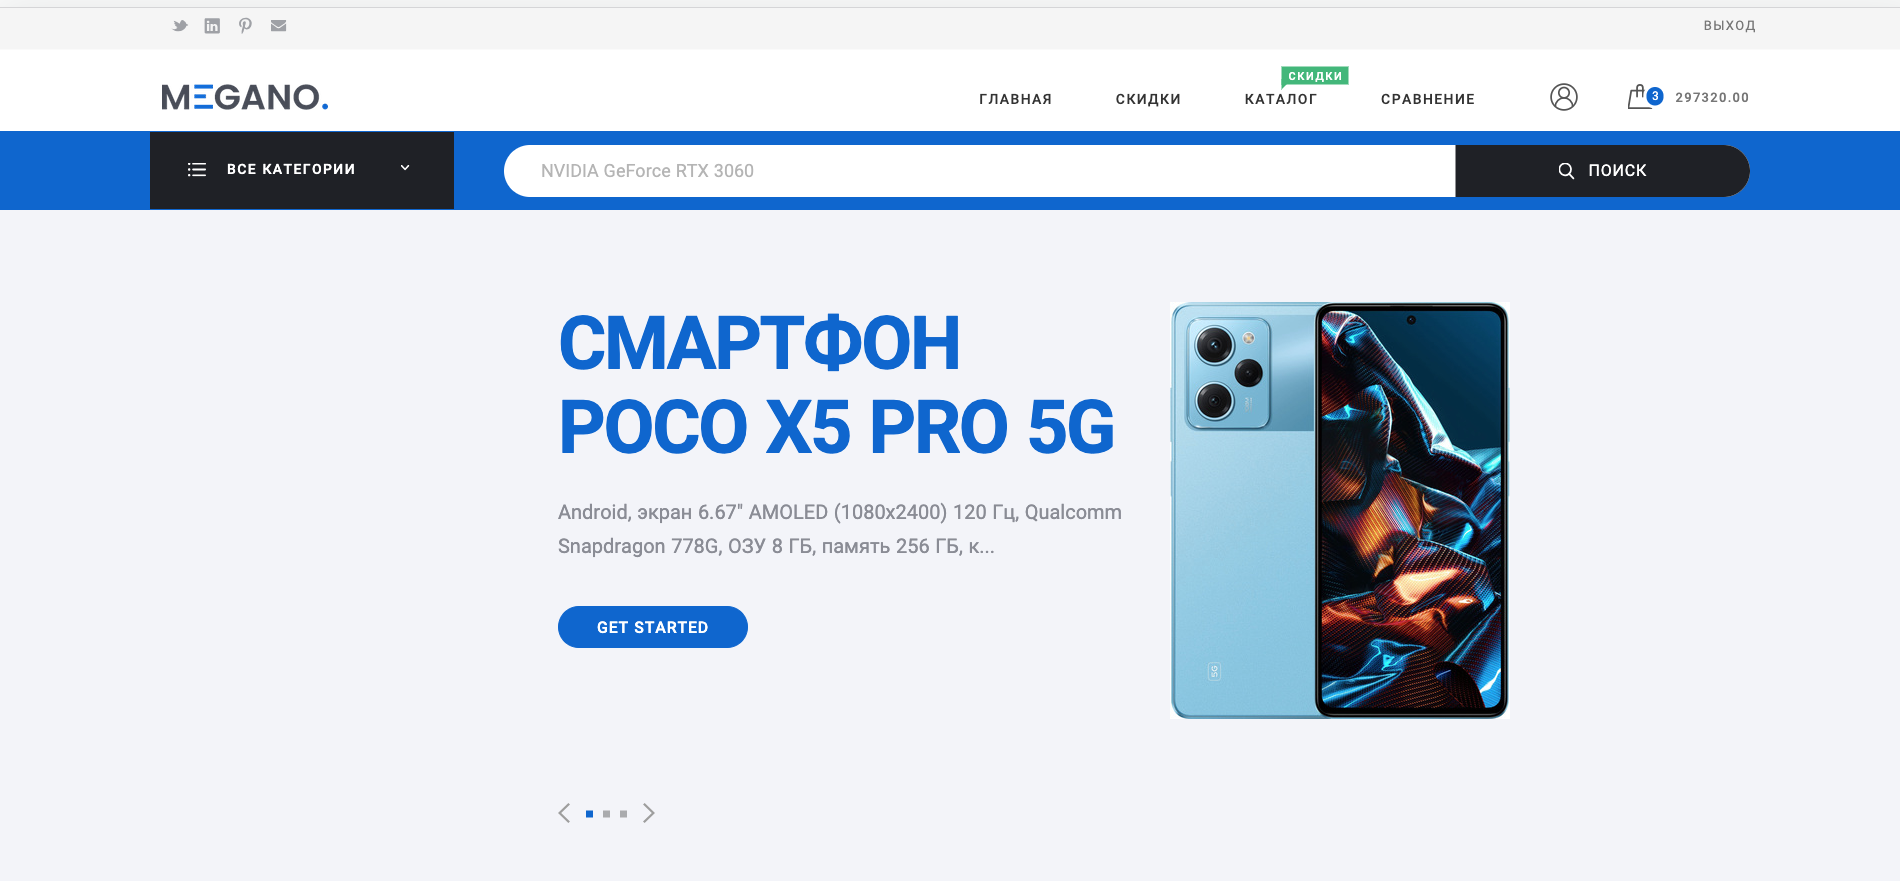 ВЫХОД
MEGANO.
ГЛАВНАЯ
СКИДКИ
СКИДКИ
КАТАЛОГ
СРАВНЕНИЕ
3
297320.00
ВСЕ КАТЕГОРИИ
NVIDIA GeForce RTX 3060
ПОИСК
СМАРТФОН
POCO X5 PRO 5G
Android, экран 6.67" AMOLED (1080x2400) 120 Гц, Qualcomm
Snapdragon 778G, ОЗУ 8 ГБ, память 256 ГБ, к...
GET STARTED
5G